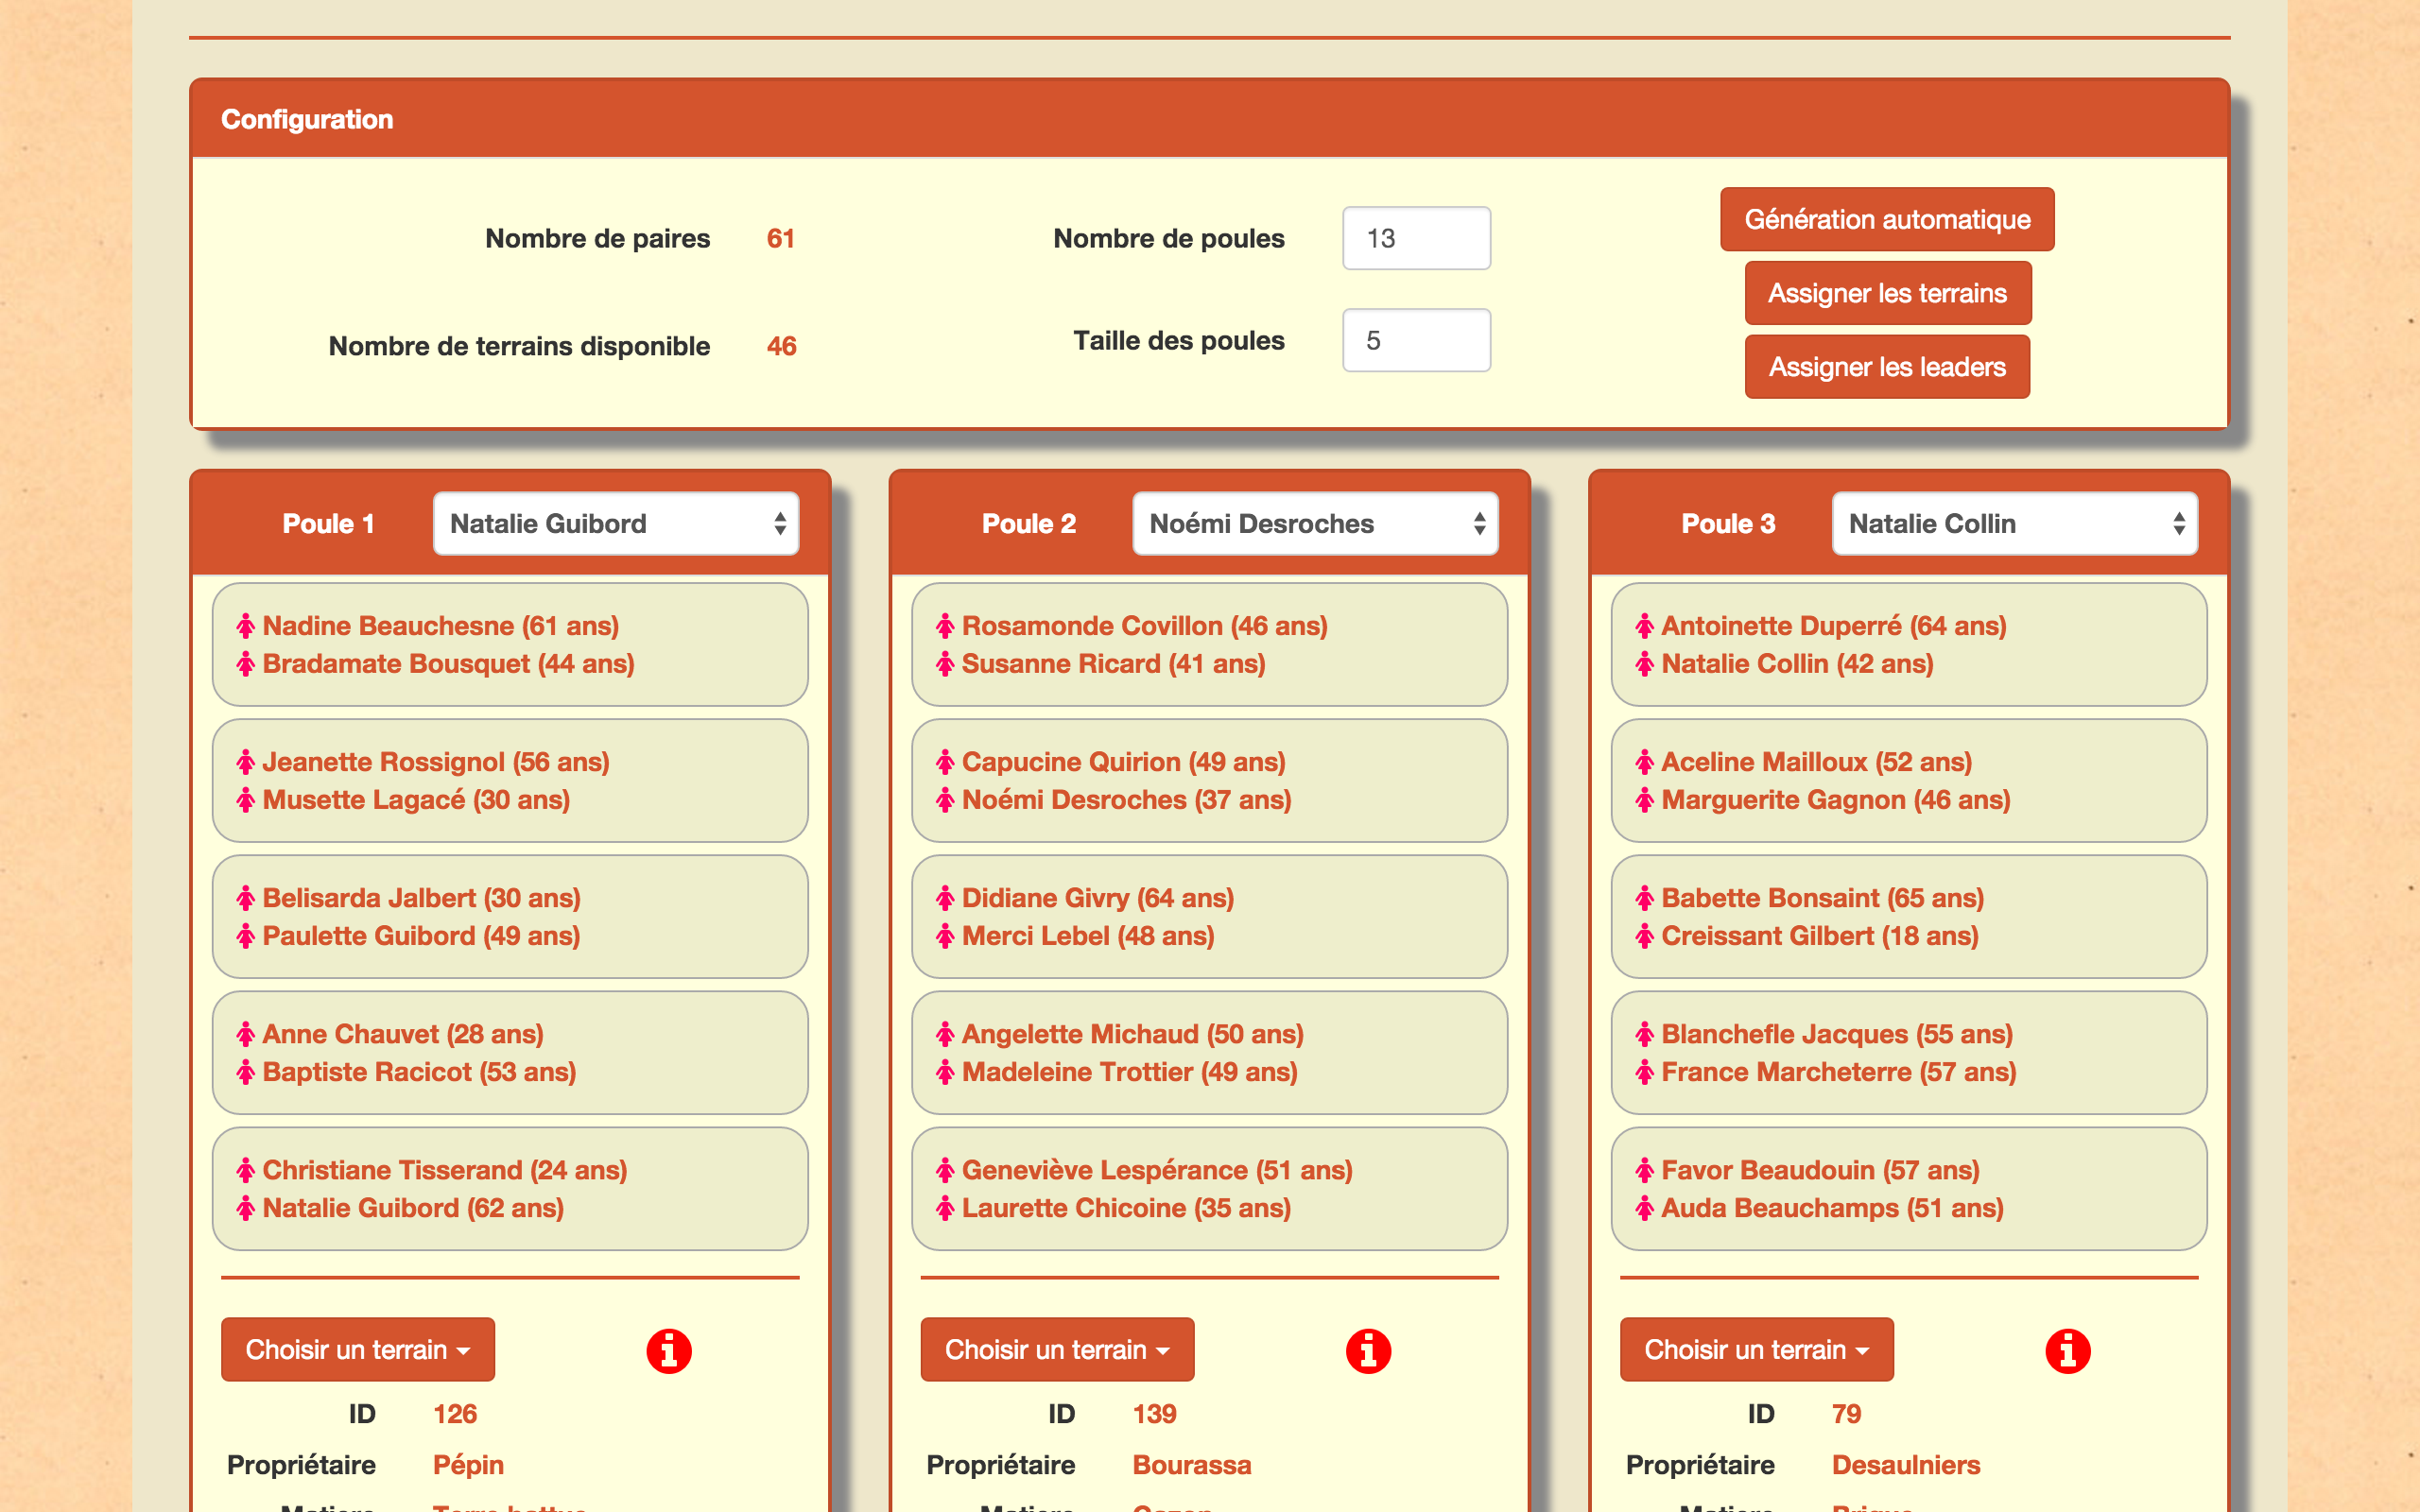 Configuration
Nombre de paires 61
Nombre de poules 13
Génération automatique
Assigner les terrains
Nombre de terrains disponible 46
Taille des poules 5
Assigner les leaders
Poule 1 Natalie Guibord
Nadine Beauchesne (61 ans)
Bradamate Bousquet (44 ans)
Jeanette Rossignol (56 ans)
Musette Lagacé (30 ans)
Belisarda Jalbert (30 ans)
Paulette Guibord (49 ans)
Anne Chauvet (28 ans)
Baptiste Racicot (53 ans)
Christiane Tisserand (24 ans)
Natalie Guibord (62 ans)
Choisir un terrain
ID 126
Propriétaire Pépin
Matiere Terre battue
Poule 2 Noémi Desroches
Rosamonde Covillon (46 ans)
Susanne Ricard (41 ans)
Capucine Quirion (49 ans)
Noémi Desroches (37 ans)
Didiane Givry (64 ans)
Merci Lebel (48 ans)
Angelette Michaud (50 ans)
Madeleine Trottier (49 ans)
Geneviève Lespérance (51 ans)
Laurette Chicoine (35 ans)
Choisir un terrain
ID 139
Propriétaire Bourassa
Matiere Gazon
Poule 3 Natalie Collin
Antoinette Duperré (64 ans)
Natalie Collin (42 ans)
Aceline Mailloux (52 ans)
Marguerite Gagnon (46 ans)
Babette Bonsaint (65 ans)
Creissant Gilbert (18 ans)
Blanchefle Jacques (55 ans)
France Marcheterre (57 ans)
Favor Beaudouin (57 ans)
Auda Beauchamps (51 ans)
Choisir un terrain
ID 79
Propriétaire Desaulniers
Matiere Brique